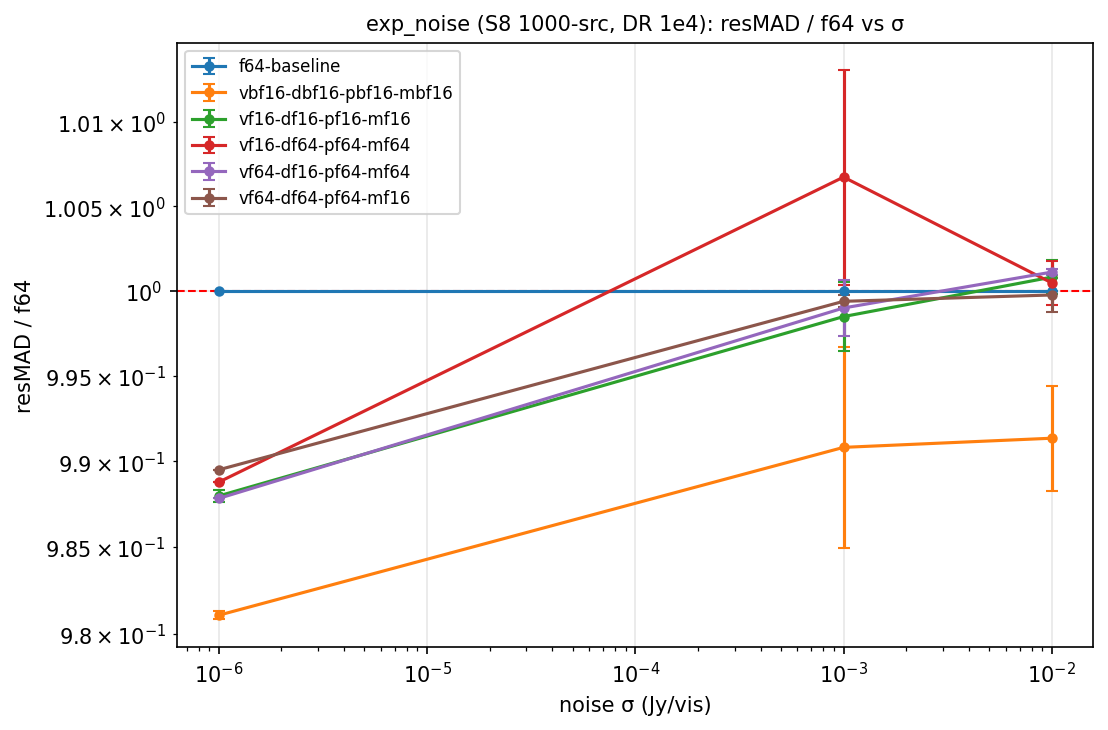 exp_noise (S8 1000-src, DR 1e4): resMAD / f64 vs σ
f64-baseline
vbf16-dbf16-pbf16-mbf16
vf16-df16-pf16-mf16
vf16-df64-pf64-mf64
vf64-df16-pf64-mf64
vf64-df64-pf64-mf16
resMAD / f64
1.01 × 10⁰
1.005 × 10⁰
10⁰
9.95 × 10⁻¹
9.9 × 10⁻¹
9.85 × 10⁻¹
9.8 × 10⁻¹
10⁻⁶ 10⁻⁵ 10⁻⁴ 10⁻³ 10⁻²
noise σ (Jy/vis)